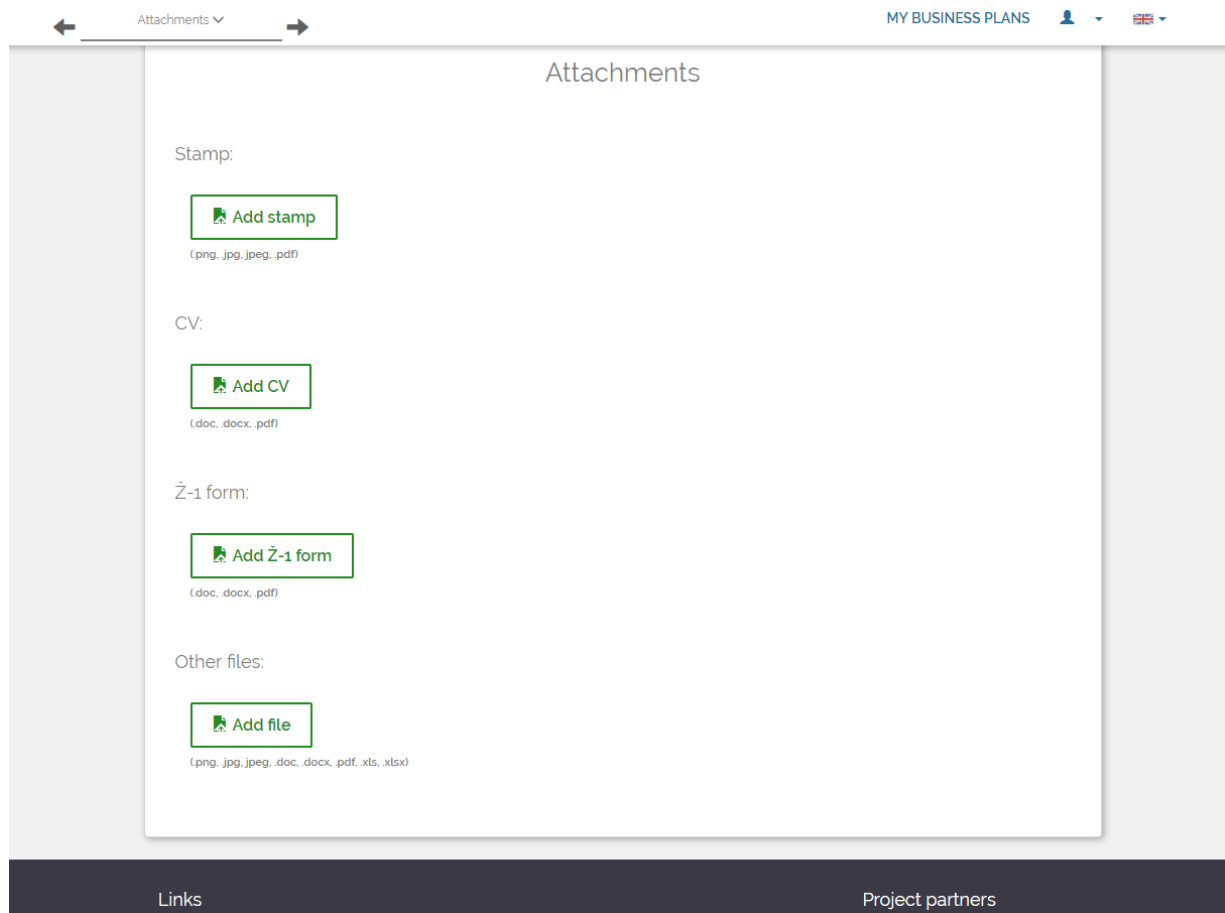 Attachments
MY BUSINESS PLANS
Attachments
Stamp:
Add stamp
(.png, .jpg, .jpeg, .pdf)
CV:
Add CV
(.doc, .docx, .pdf)
Ž-1 form:
Add Ž-1 form
(.doc, .docx, .pdf)
Other files:
Add file
(.png, .jpg, .jpeg, .doc, .docx, .pdf, .xls, .xlsx)
Links
Project partners